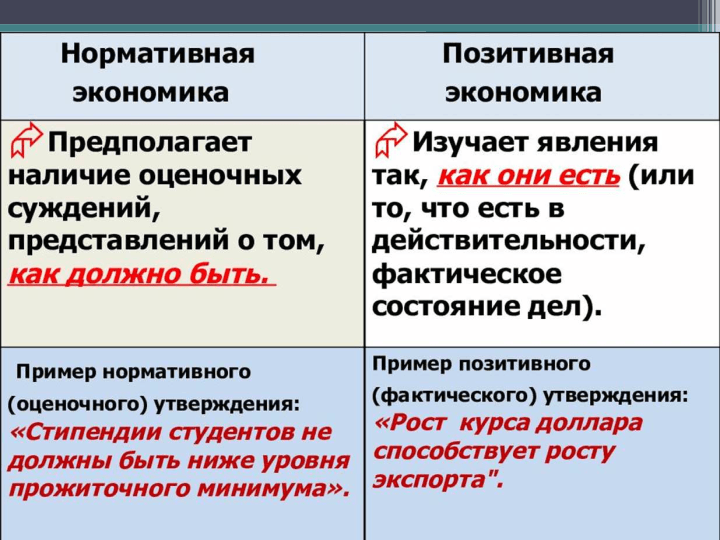 Нормативная
экономика
Позитивная
экономика
Предполагает
наличие оценочных
суждений,
представлений о том,
как должно быть.
Изучает явления
так, как они есть (или
то, что есть в
действительности,
фактическое
состояние дел).
Пример нормативного
(оценочного) утверждения:
«Стипендии студентов не
должны быть ниже уровня
прожиточного минимума».
Пример позитивного
(фактического) утверждения:
«Рост курса доллара
способствует росту
экспорта".